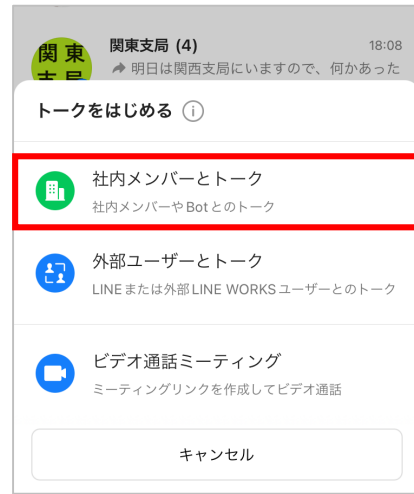 関東
支局
関東支局 (4) 18:08
明日は関西支局にいますので、何かあった
トークをはじめる
社内メンバーとトーク
社内メンバーやBotとのトーク
外部ユーザーとトーク
LINEまたは外部LINE WORKSユーザーとのトーク
ビデオ通話ミーティング
ミーティングリンクを作成してビデオ通話
キャンセル